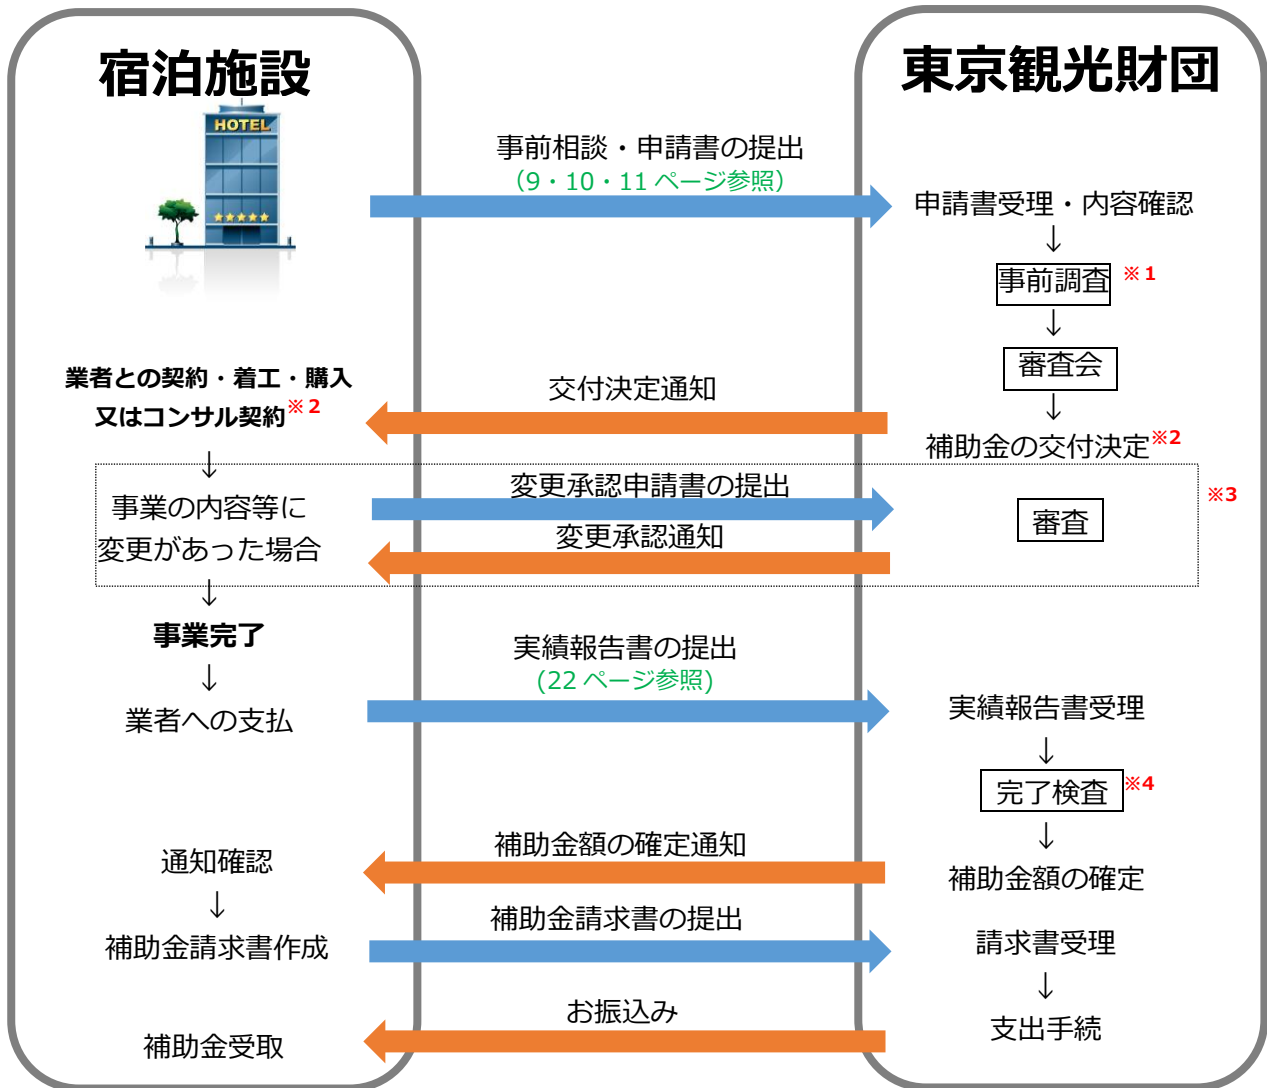 宿泊施設
東京観光財団
HOTEL
事前相談・申請書の提出
（9・10・11 ページ参照）
申請書受理・内容確認
↓
事前調査 ※１
↓
審査会
↓
補助金の交付決定※2
交付決定通知
業者との契約・着工・購入
又はコンサル契約※２
↓
事業の内容等に
変更があった場合
変更承認申請書の提出
審査
※3
変更承認通知
↓
事業完了
↓
業者への支払
実績報告書の提出
(22 ページ参照)
実績報告書受理
↓
完了検査 ※4
↓
補助金額の確定
補助金額の確定通知
通知確認
↓
補助金請求書作成
補助金請求書の提出
請求書受理
↓
支出手続
お振込み
補助金受取